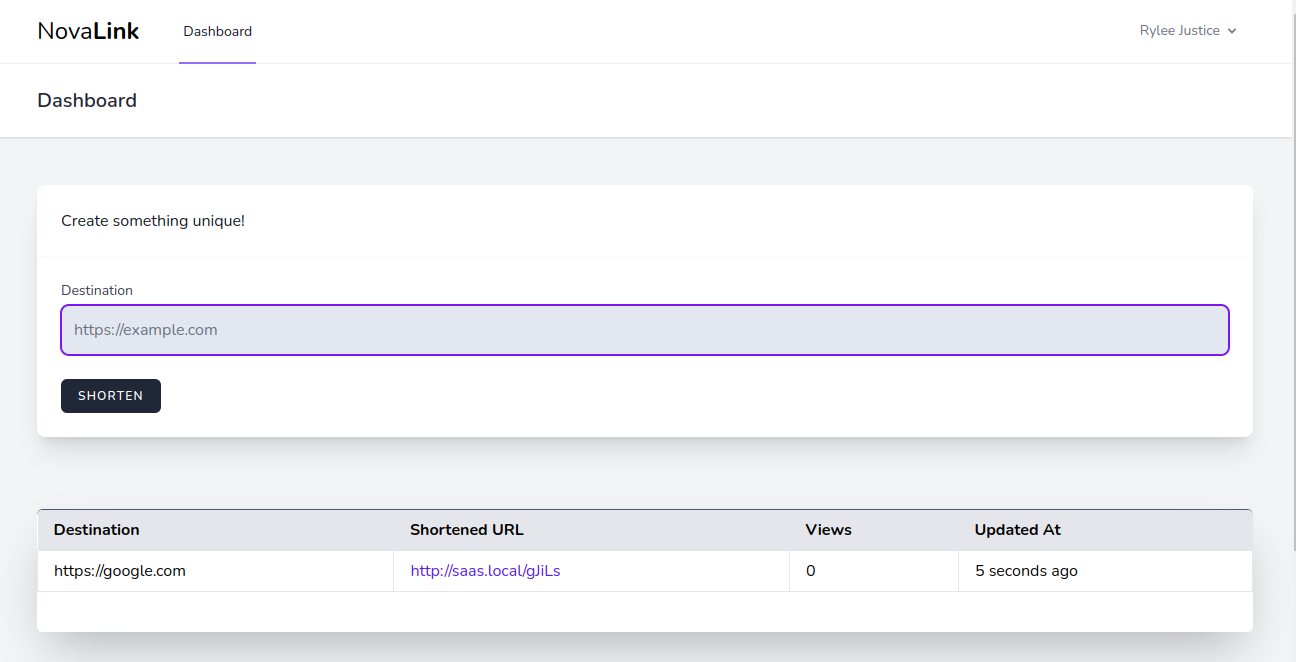 NovaLink Dashboard Rylee Justice
Dashboard
Create something unique!
Destination
https://example.com
SHORTEN
Destination Shortened URL Views Updated At
https://google.com http://saas.local/gJiLs 0 5 seconds ago